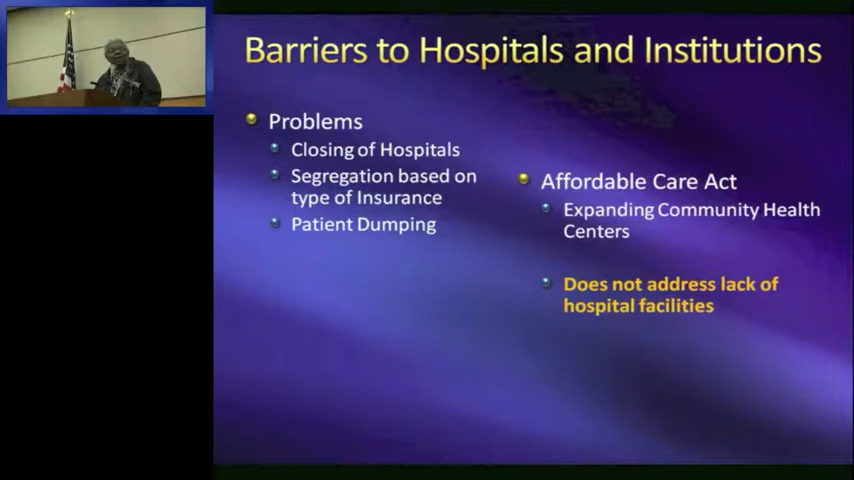 Barriers to Hospitals and Institutions
Problems
Closing of Hospitals
Segregation based on
type of Insurance
Patient Dumping
Affordable Care Act
Expanding Community Health
Centers
Does not address lack of
hospital facilities